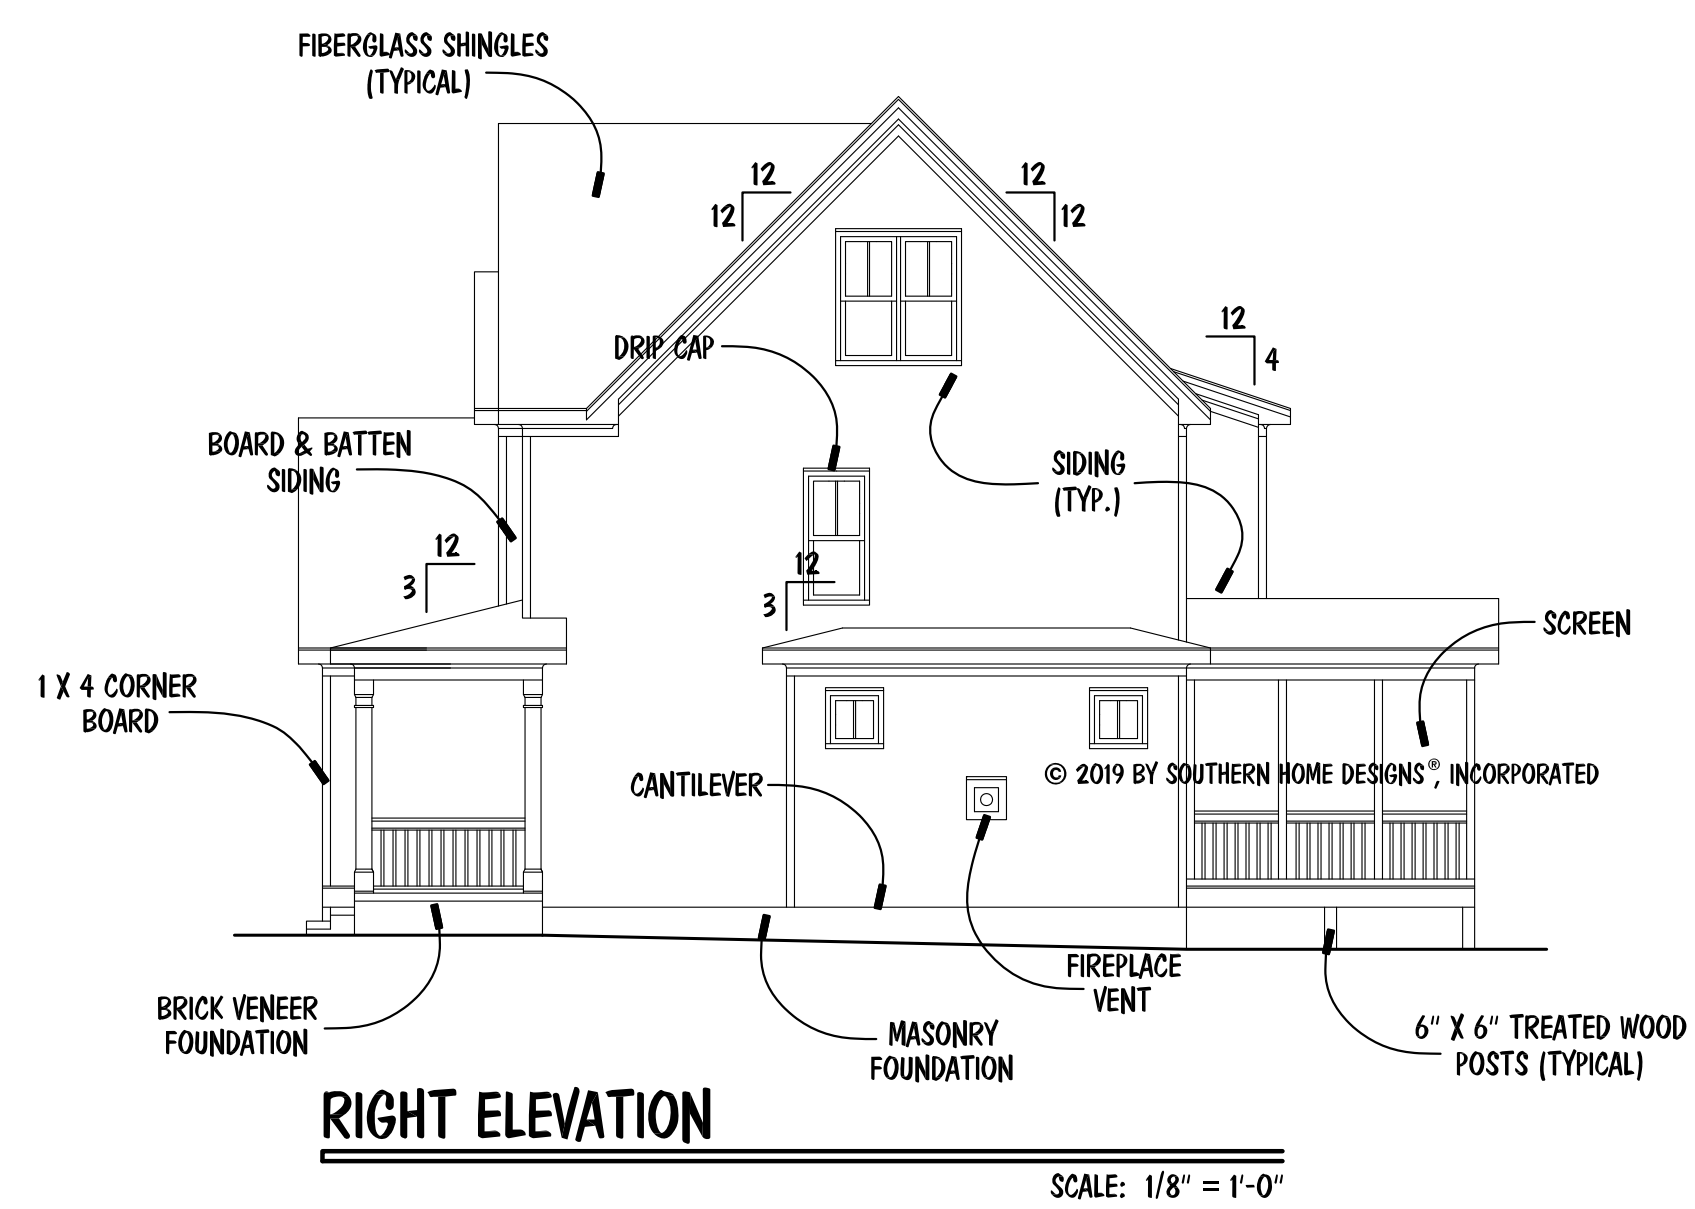 FIBERGLASS SHINGLES
(TYPICAL)
12
12
12
12
12
4
DRIP CAP
BOARD & BATTEN
SIDING
SIDING
(TYP.)
12
3
12
3
SCREEN
1 X 4 CORNER
BOARD
CANTILEVER
© 2019 BY SOUTHERN HOME DESIGNS®, INCORPORATED
FIREPLACE
VENT
BRICK VENEER
FOUNDATION
MASONRY
FOUNDATION
6" X 6" TREATED WOOD
POSTS (TYPICAL)
RIGHT ELEVATION
SCALE: 1/8" = 1'-0"